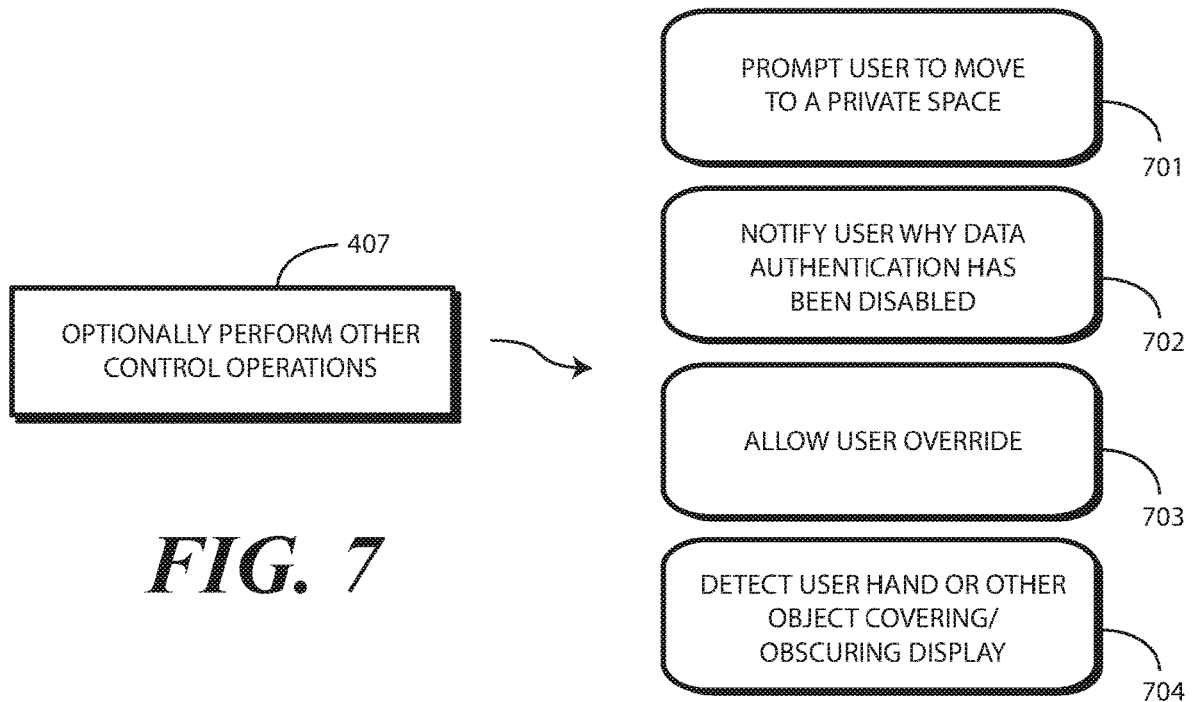 PROMPT USER TO MOVE
TO A PRIVATE SPACE
701
407
NOTIFY USER WHY DATA
AUTHENTICATION HAS
BEEN DISABLED
702
OPTIONALLY PERFORM OTHER
CONTROL OPERATIONS
ALLOW USER OVERRIDE
703
FIG. 7
DETECT USER HAND OR OTHER
OBJECT COVERING/
OBSCURING DISPLAY
704